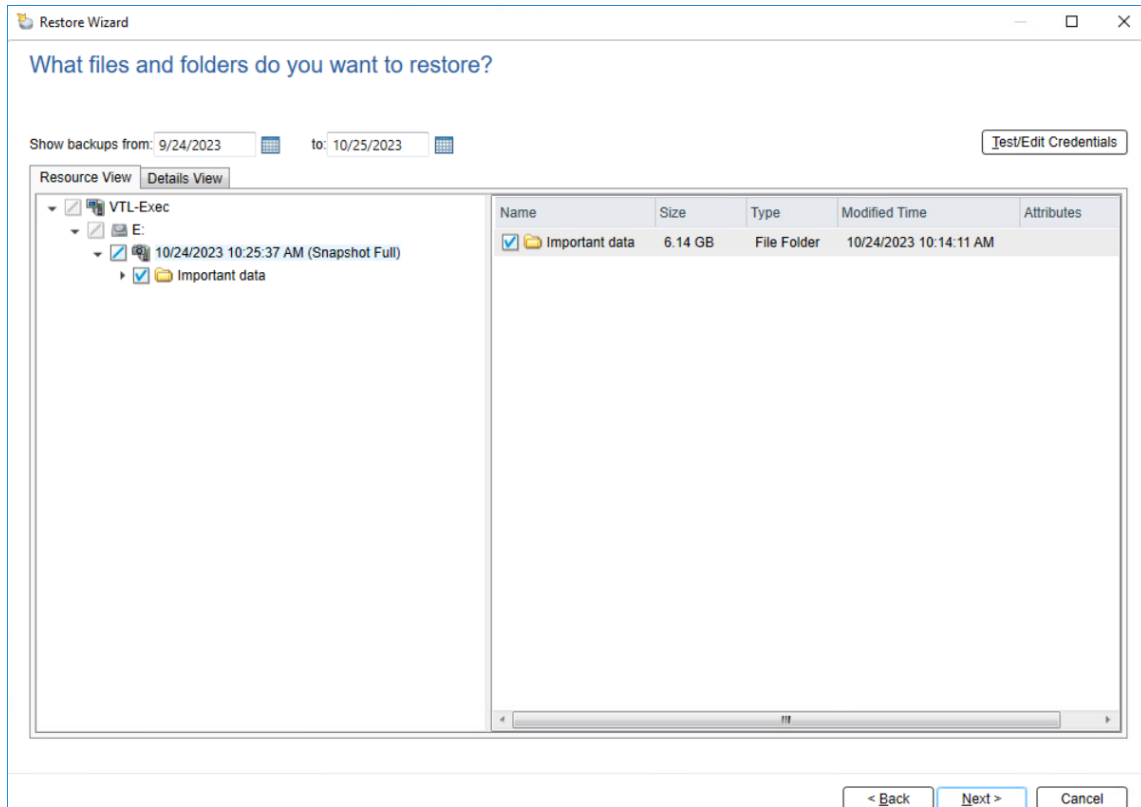 Restore Wizard
What files and folders do you want to restore?
Show backups from: 9/24/2023 to: 10/25/2023 Test/Edit Credentials
Resource View Details View
VTL-Exec
E:
10/24/2023 10:25:37 AM (Snapshot Full)
Important data
Name Size Type Modified Time Attributes
Important data 6.14 GB File Folder 10/24/2023 10:14:11 AM
< Back Next > Cancel